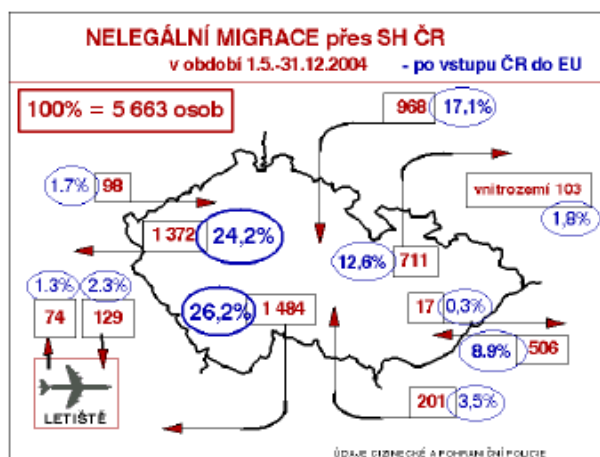 NELEGÁLNÍ MIGRACE přes SH ČR
v období 1.5.-31.12.2004 - po vstupu ČR do EU
968 17,1%
100% = 5 663 osob
1.7% 98
vnitrozemí 103
1,8%
1 372 24,2%
12,6% 711
1.3% 2.3%
74 129
26,2% 1 484
17 0,3%
8.9% 506
LETIŠTĚ
201 3,5%
ÚDAJE CIZINECKÉ A POHRANIČNÍ POLICIE